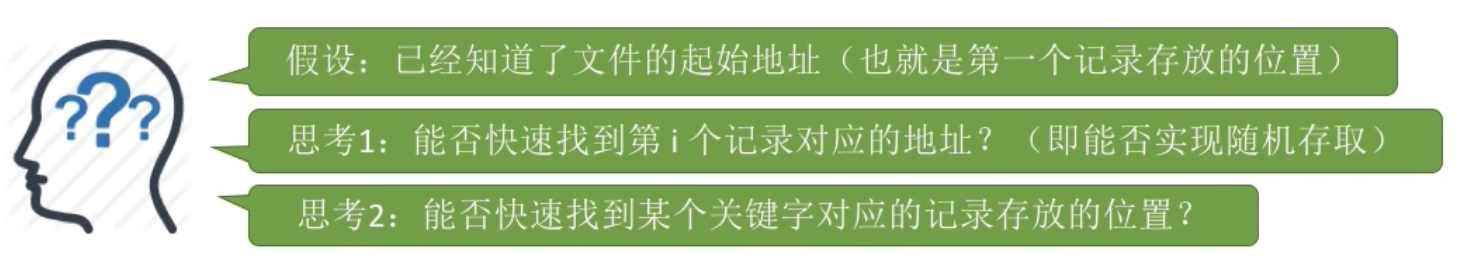 ???
假设：已经知道了文件的起始地址（也就是第一个记录存放的位置）
思考1：能否快速找到第 i 个记录对应的地址？（即能否实现随机存取）
思考2：能否快速找到某个关键字对应的记录存放的位置？